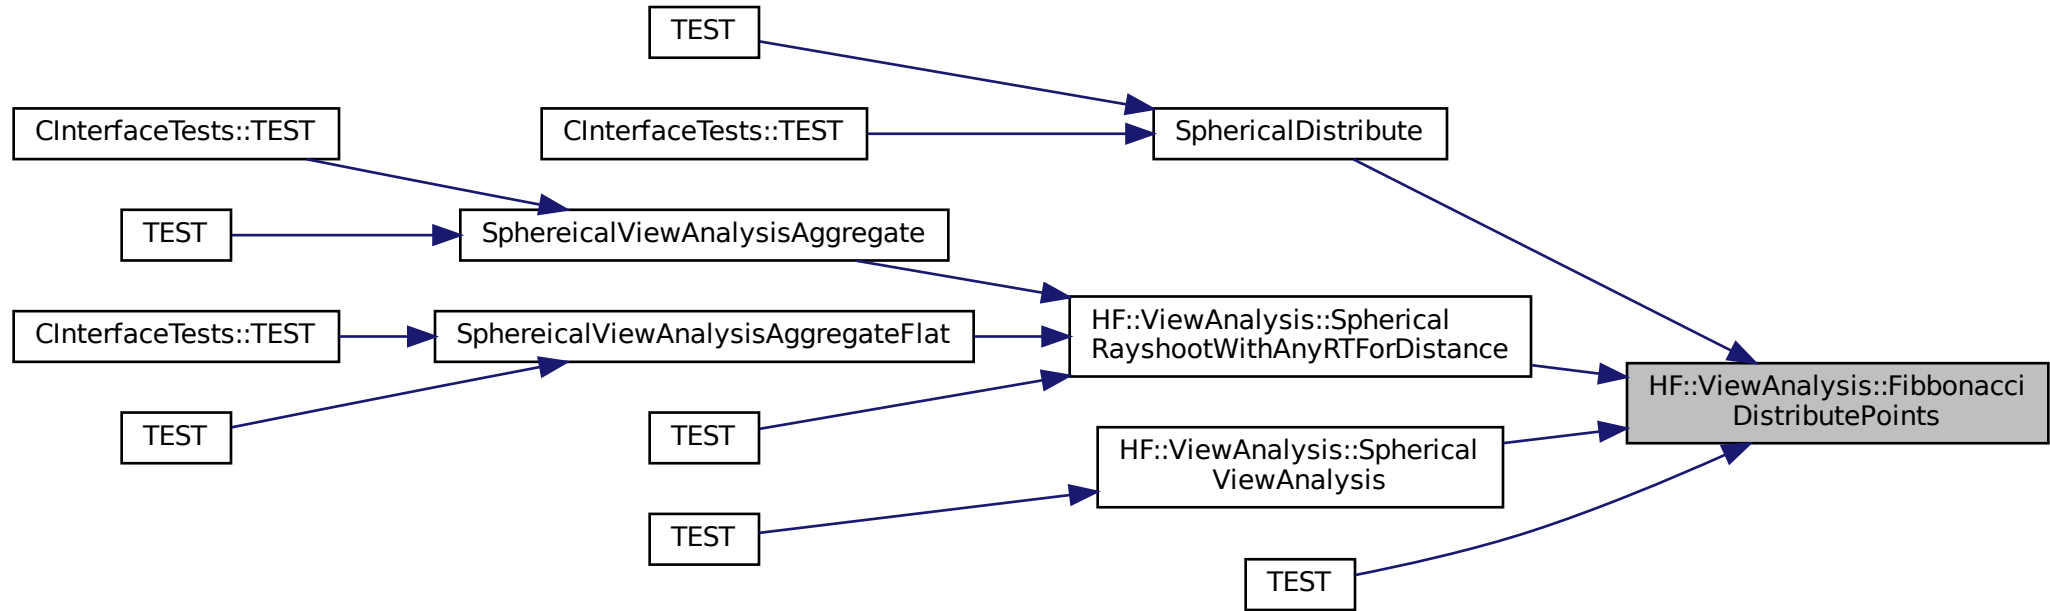 TEST
CInterfaceTests::TEST
CInterfaceTests::TEST
SphericalDistribute
TEST
SphereicalViewAnalysisAggregate
CInterfaceTests::TEST
SphereicalViewAnalysisAggregateFlat
HF::ViewAnalysis::Spherical
RayshootWithAnyRTForDistance
HF::ViewAnalysis::Fibbonacci
DistributePoints
TEST
TEST
HF::ViewAnalysis::Spherical
ViewAnalysis
TEST
TEST